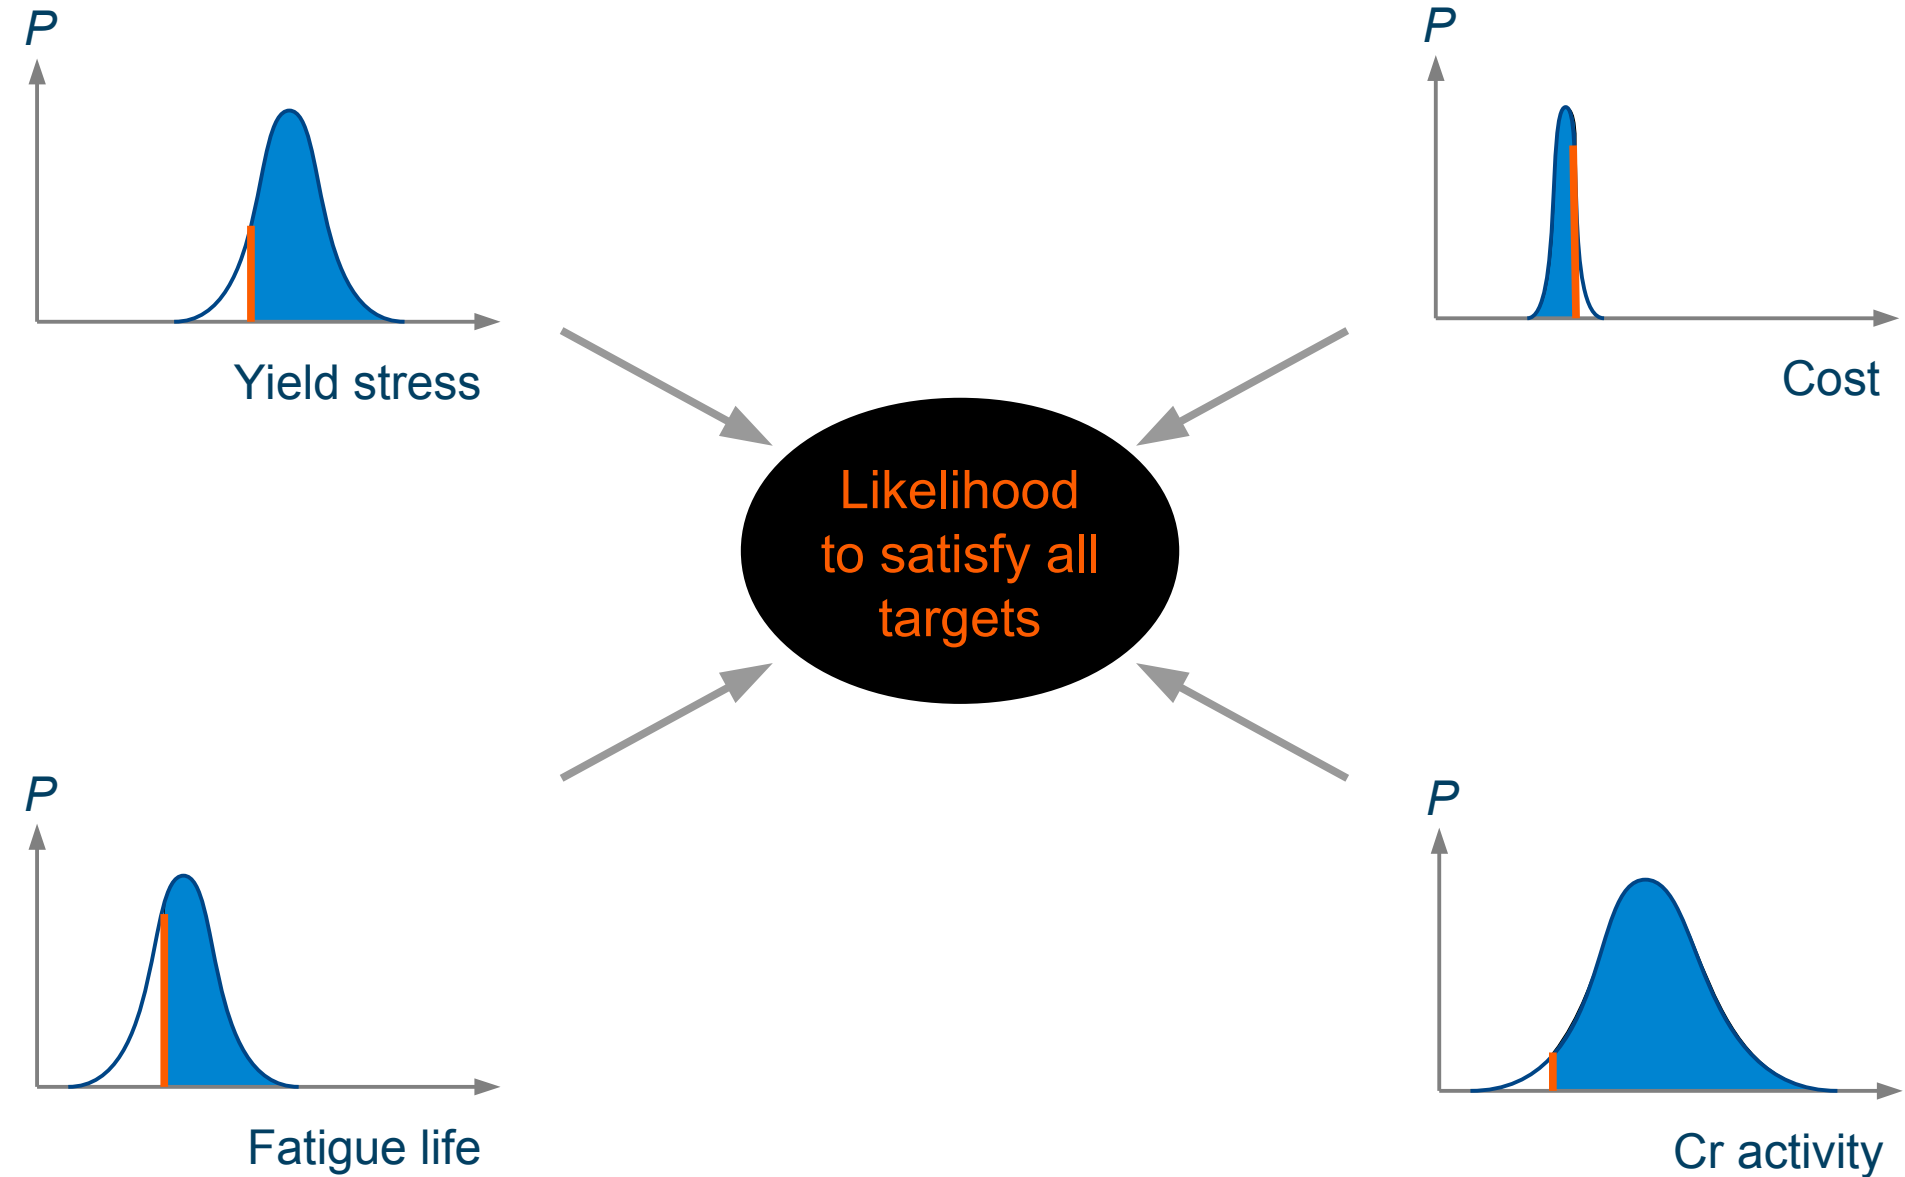 P
Yield stress
P
Cost
Likelihood
to satisfy all
targets
P
Fatigue life
P
Cr activity